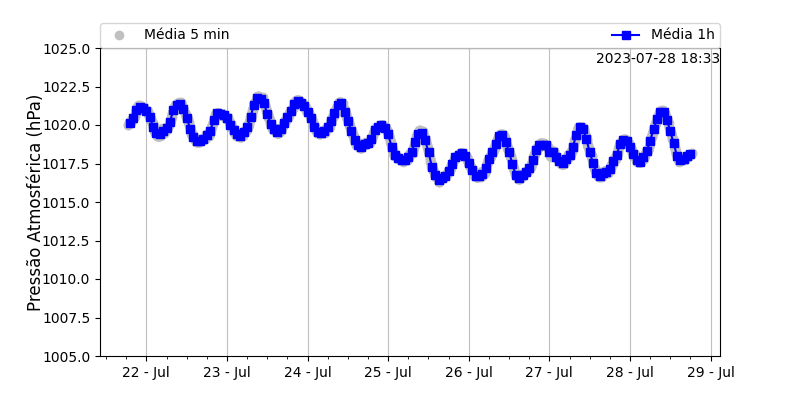 Média 5 min
Média 1h
2023-07-28 18:33
Pressão Atmosférica (hPa)
1025.0
1022.5
1020.0
1017.5
1015.0
1012.5
1010.0
1007.5
1005.0
22 - Jul
23 - Jul
24 - Jul
25 - Jul
26 - Jul
27 - Jul
28 - Jul
29 - Jul